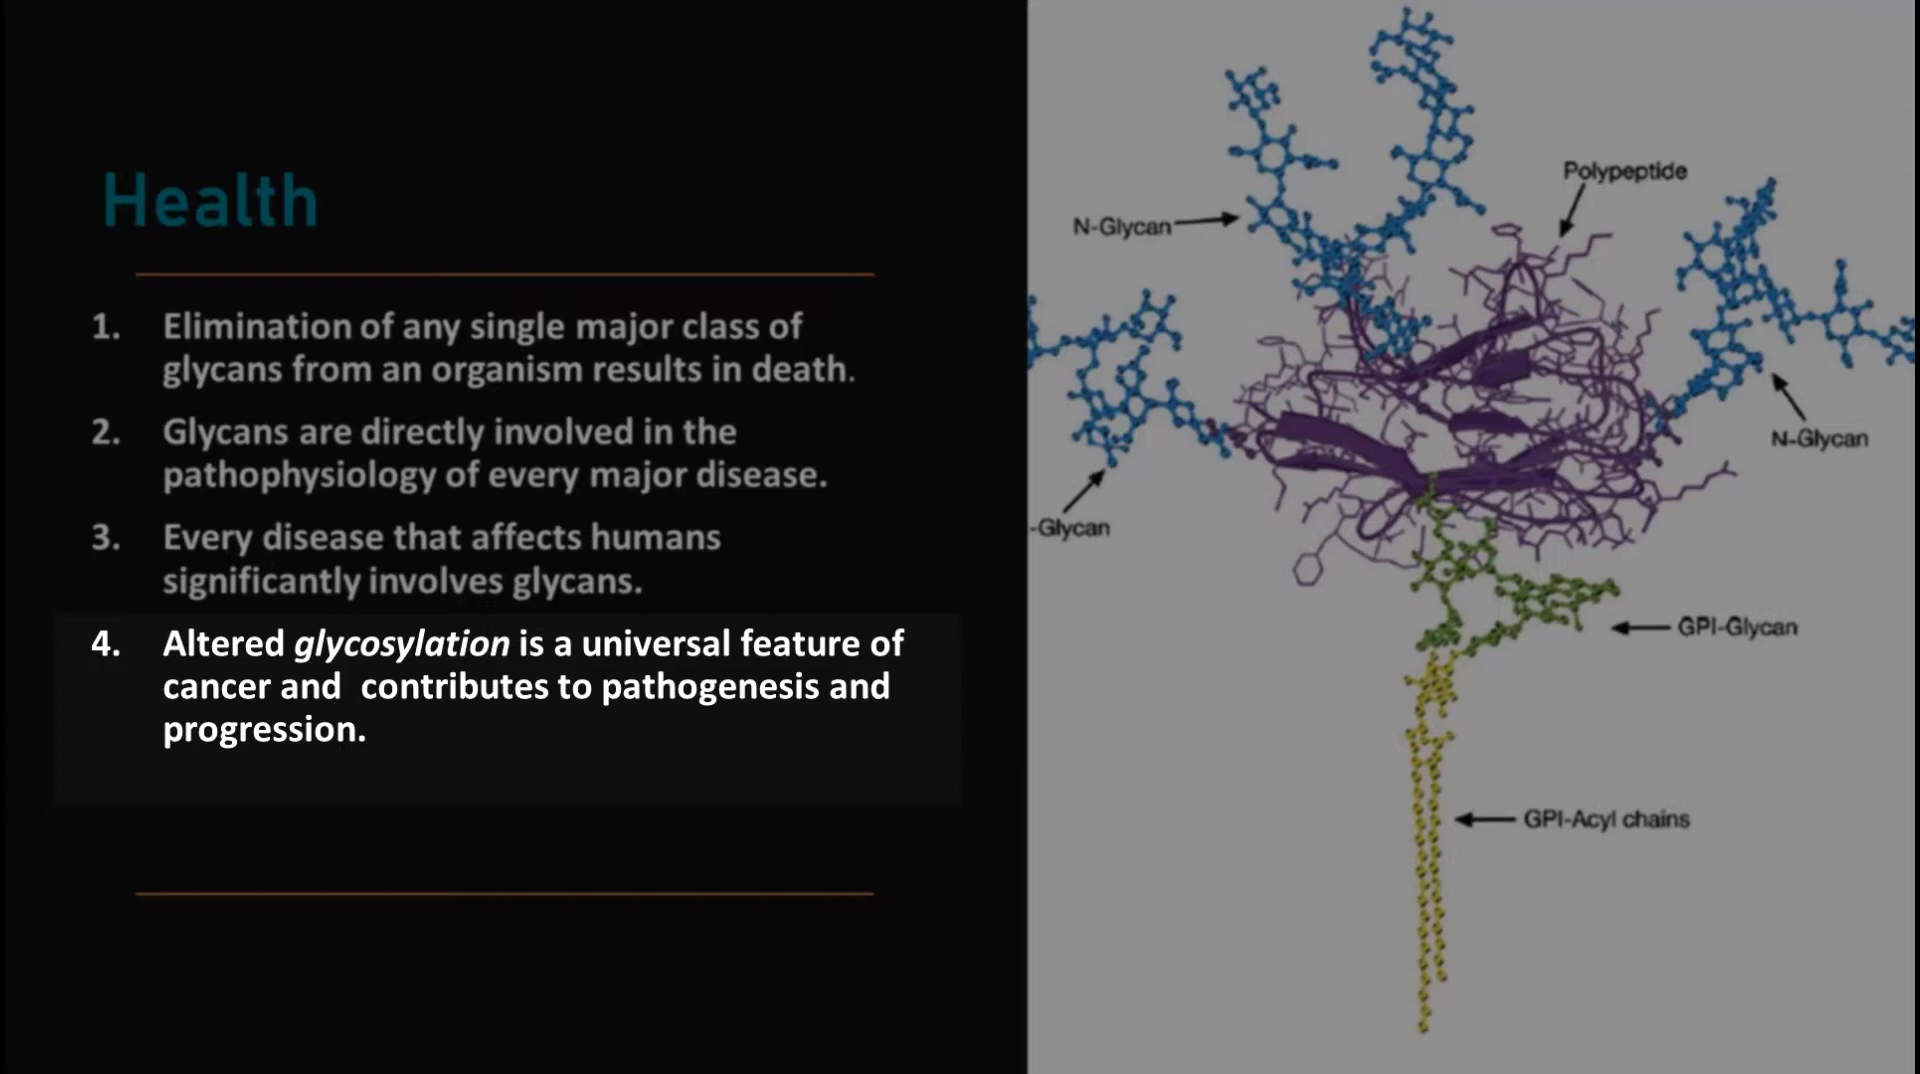 Health
1. Elimination of any single major class of
glycans from an organism results in death.
2. Glycans are directly involved in the
pathophysiology of every major disease.
3. Every disease that affects humans
significantly involves glycans.
4. Altered glycosylation is a universal feature of
cancer and  contributes to pathogenesis and
progression.
Polypeptide
N-Glycan
N-Glycan
-Glycan
GPI-Glycan
GPI-Acyl chains